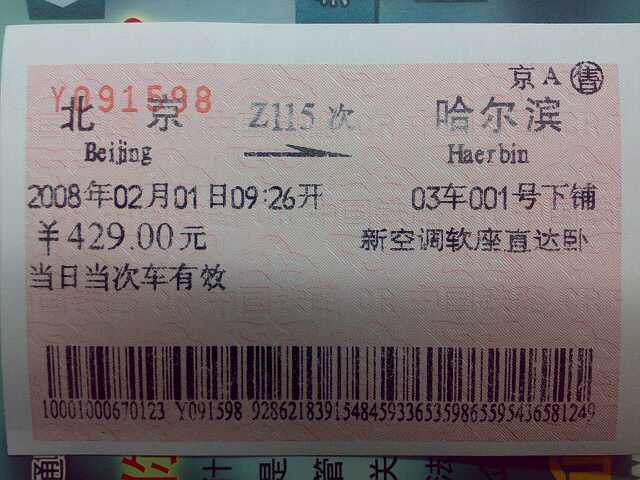 京A 售
Y091598
北 京 Z115次 哈尔滨
Beijing Haerbin
2008年02月01日09:26开 03车001号下铺
￥429.00元 新空调软座直达卧
当日当次车有效
10001000670123 Y091598 92862183915484593365359865595436581249